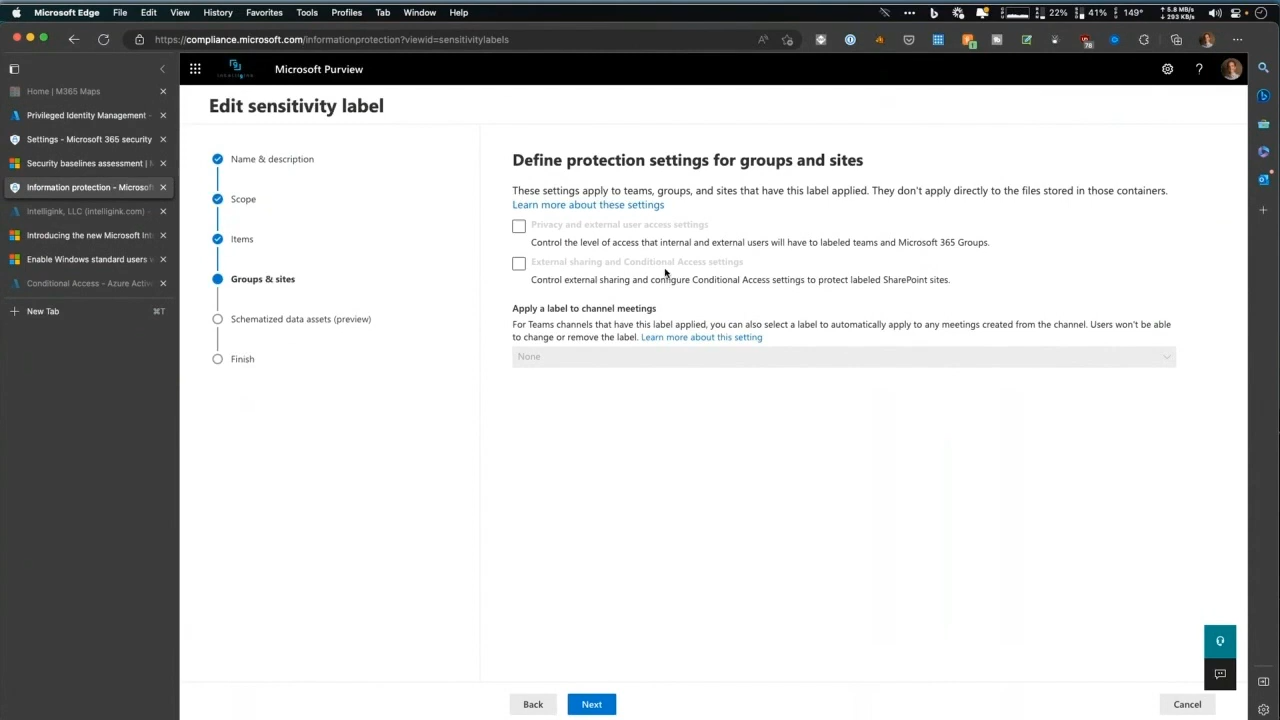 Microsoft Edge File Edit View History Favorites Tools Profiles Tab Window Help
22% 41% 149° 5.8 MB/s
293 KB/s
https://compliance.microsoft.com/informationprotection?viewid=sensitivitylabels
78
Microsoft Purview
Home | M365 Maps
Privileged Identity Management -
Settings - Microsoft 365 security
Security baselines assessment |
Information protection - Microsof
Intelligink, LLC (intelligink.com) -
Introducing the new Microsoft Int
Enable Windows standard users
Conditional Access - Azure Activ
New Tab ⌘T
Edit sensitivity label
Name & description
Scope
Items
Groups & sites
Schematized data assets (preview)
Finish
Define protection settings for groups and sites
These settings apply to teams, groups, and sites that have this label applied. They don't apply directly to the files stored in those containers.
Learn more about these settings
Privacy and external user access settings
Control the level of access that internal and external users will have to labeled teams and Microsoft 365 Groups.
External sharing and Conditional Access settings
Control external sharing and configure Conditional Access settings to protect labeled SharePoint sites.
Apply a label to channel meetings
For Teams channels that have this label applied, you can also select a label to automatically apply to any meetings created from the channel. Users won't be able
to change or remove the label. Learn more about this setting
None
Back Next Cancel